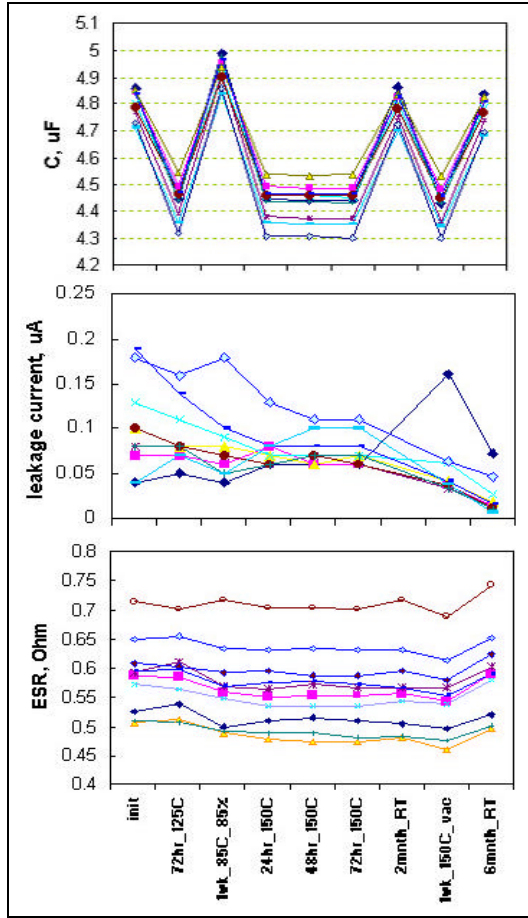 C, uF
5.1
5
4.9
4.8
4.7
4.6
4.5
4.4
4.3
4.2
leakage current, uA
0.25
0.2
0.15
0.1
0.05
0
ESR, Ohm
0.8
0.75
0.7
0.65
0.6
0.55
0.5
0.45
0.4
init
72hr_125C
1wk_85C_85%
24hr_150C
48hr_150C
72hr_150C
2mnth_RT
1wk_150C_vac
6mnth_RT